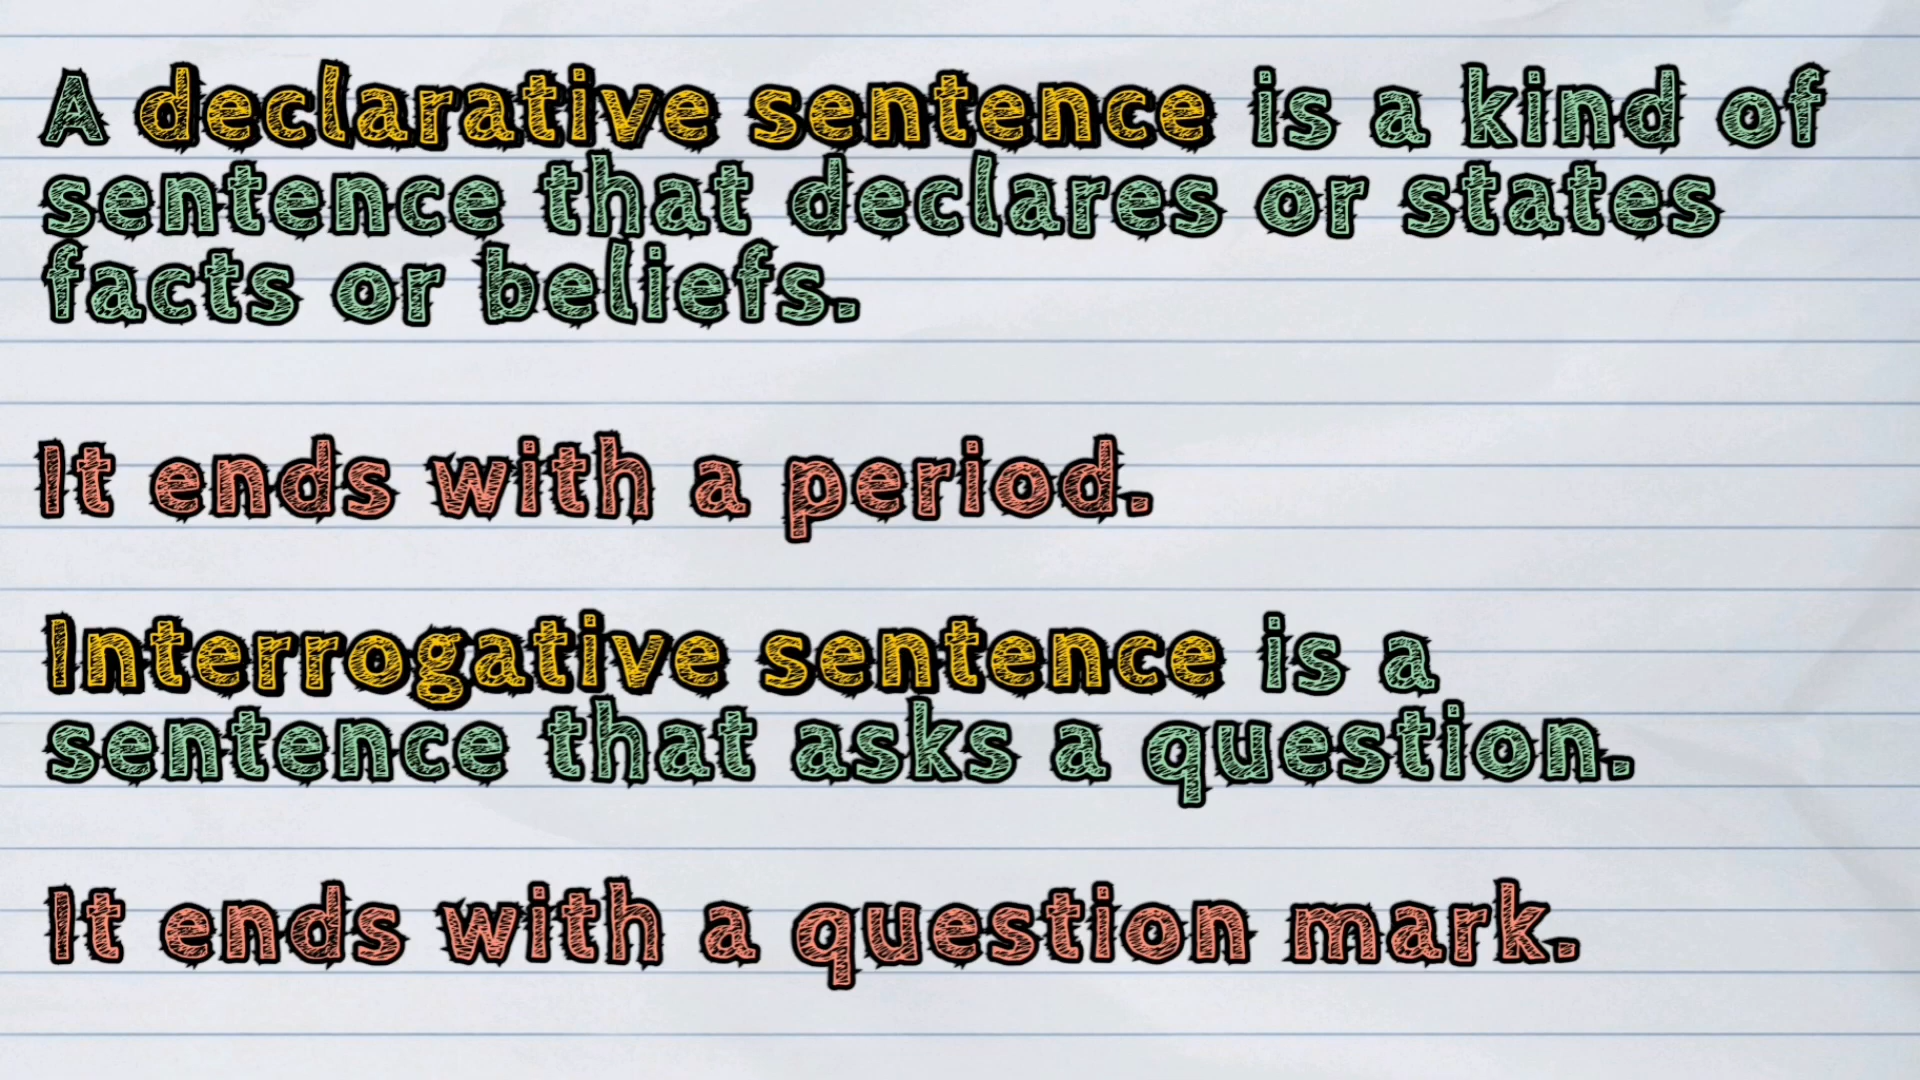 A declarative sentence is a kind of
sentence that declares or states
facts or beliefs.
It ends with a period.
Interrogative sentence is a
sentence that asks a question.
It ends with a question mark.